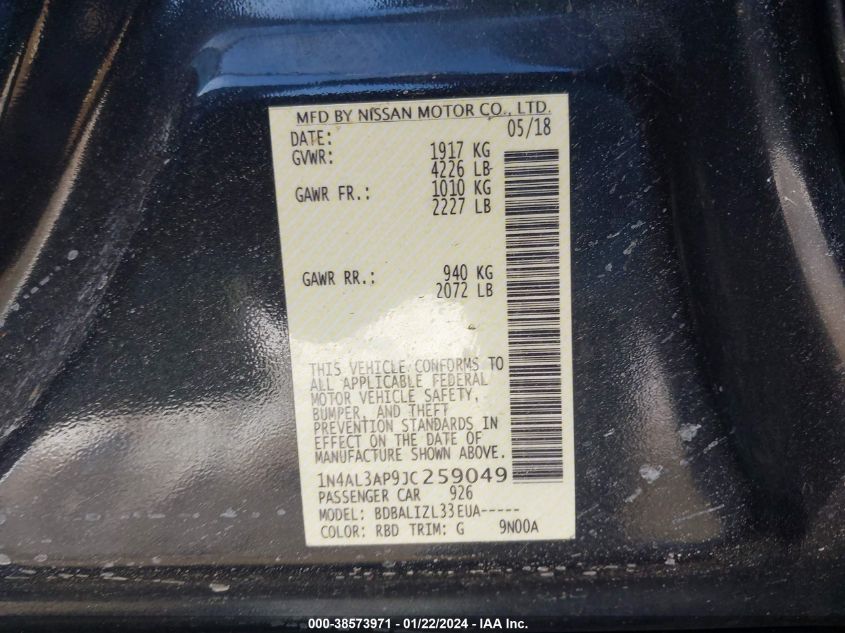 MFD BY NISSAN MOTOR CO., LTD.
DATE: 05/18
GVWR: 1917 KG
4226 LB
GAWR FR.: 1010 KG
2227 LB
GAWR RR.: 940 KG
2072 LB
THIS VEHICLE CONFORMS TO
ALL APPLICABLE FEDERAL
MOTOR VEHICLE SAFETY,
BUMPER, AND THEFT
PREVENTION STANDARDS IN
EFFECT ON THE DATE OF
MANUFACTURE SHOWN ABOVE.
1N4AL3AP9JC259049
PASSENGER CAR 926
MODEL: BDBALIZL33EUA-----
COLOR: RBD TRIM: G 9N00A
000-38573971 / 01/22/2024 - IAA Inc.